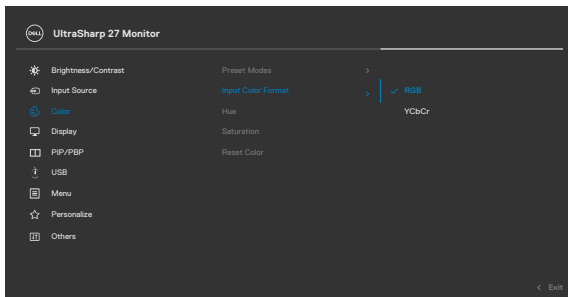 DELL UltraSharp 27 Monitor
Brightness/Contrast Preset Modes >
Input Source Input Color Format > ✓ RGB
Color Hue YCbCr
Display Saturation
PIP/PBP Reset Color
USB
Menu
Personalize
Others
< Exit